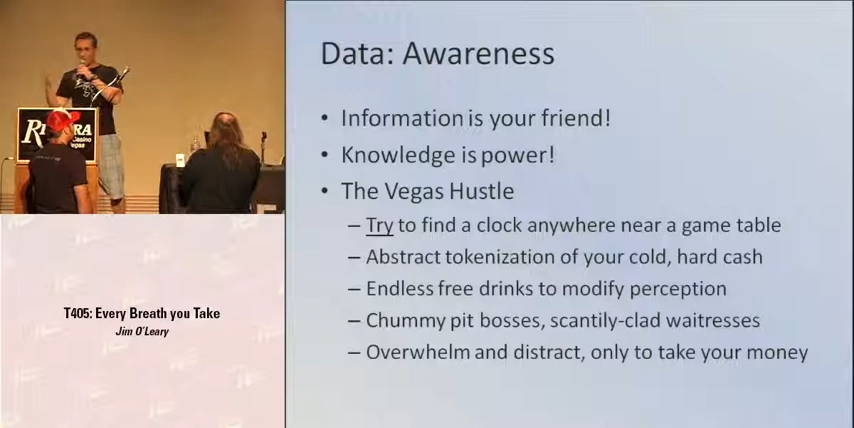 Data: Awareness
• Information is your friend!
• Knowledge is power!
• The Vegas Hustle
– Try to find a clock anywhere near a game table
– Abstract tokenization of your cold, hard cash
– Endless free drinks to modify perception
– Chummy pit bosses, scantily-clad waitresses
– Overwhelm and distract, only to take your money
T405: Every Breath you Take
Jim O'Leary